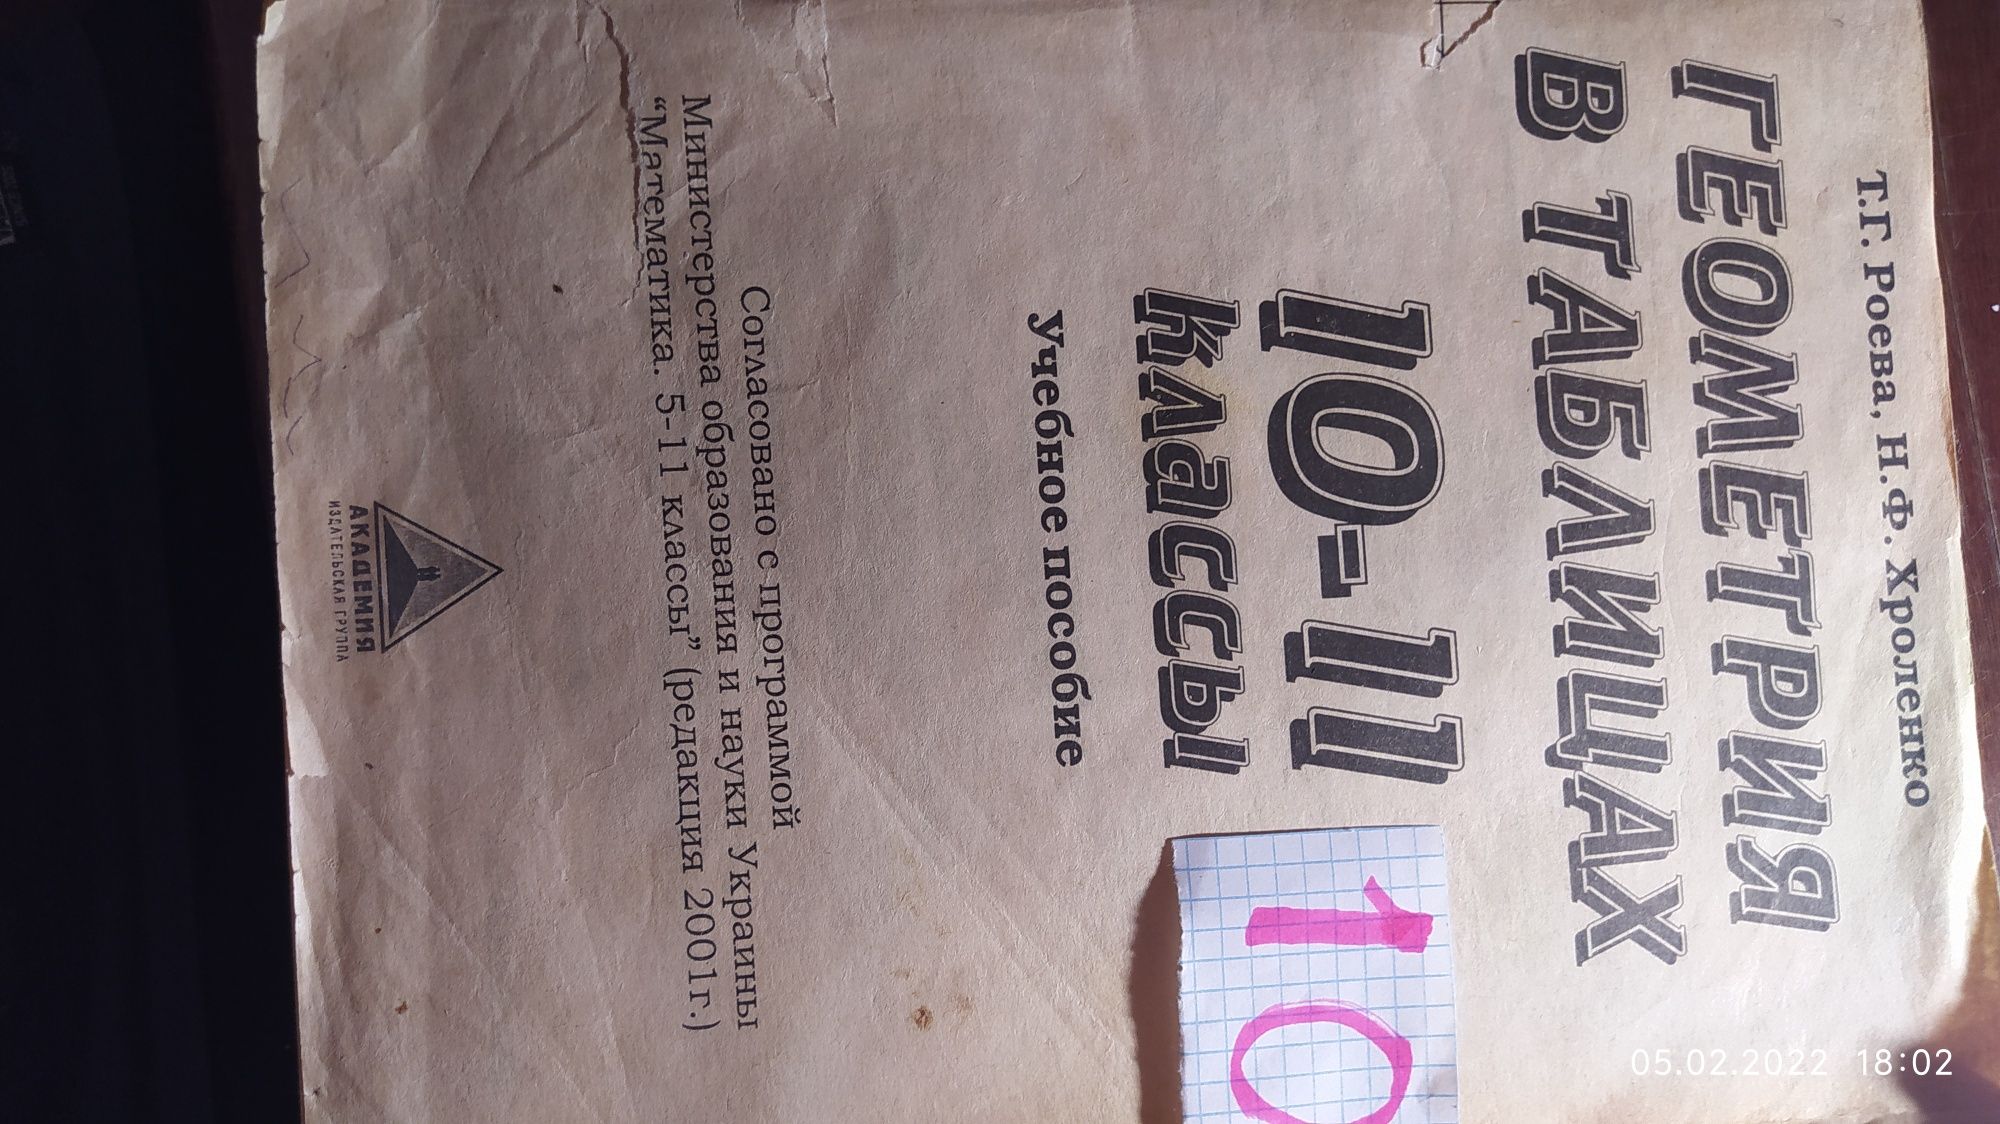 Т.Г. Роева, Н.Ф. Хроленко
ГЕОМЕТРИЯ
В ТАБЛИЦАХ
10-11
классы
Учебное пособие
10
Согласовано с программой
Министерства образования и науки Украины
“Математика. 5-11 классы” (редакция 2001г.)
АКАДЕМИЯ
ИЗДАТЕЛЬСКАЯ ГРУППА
05.02.2022 18:02